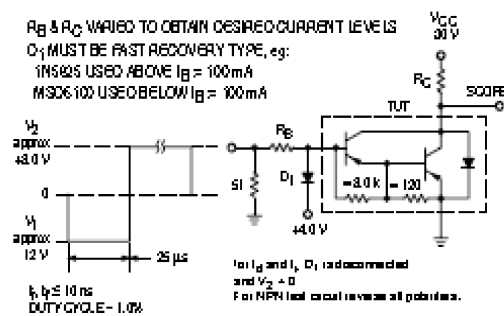 RB & RC VARIED TO OBTAIN DESIRED CURRENT LEVELS
D1 MUST BE FAST RECOVERY TYPE, eg:
1N5825 USED ABOVE IB = 100 mA
MSD6100 USED BELOW IB = 100 mA
VCC
-30 V
RC
SCOPE
TUT
V2
approx
+8.0 V
0
V1
approx
-12 V
25 µs
RB
51
D1
+4.0 V
≈ 8.0 k
≈ 120
tr, tf ≤ 10 ns
DUTY CYCLE = 1.0%
for td and tr, D1 is disconnected
and V2 = 0
For NPN test circuit reverse all polarities.